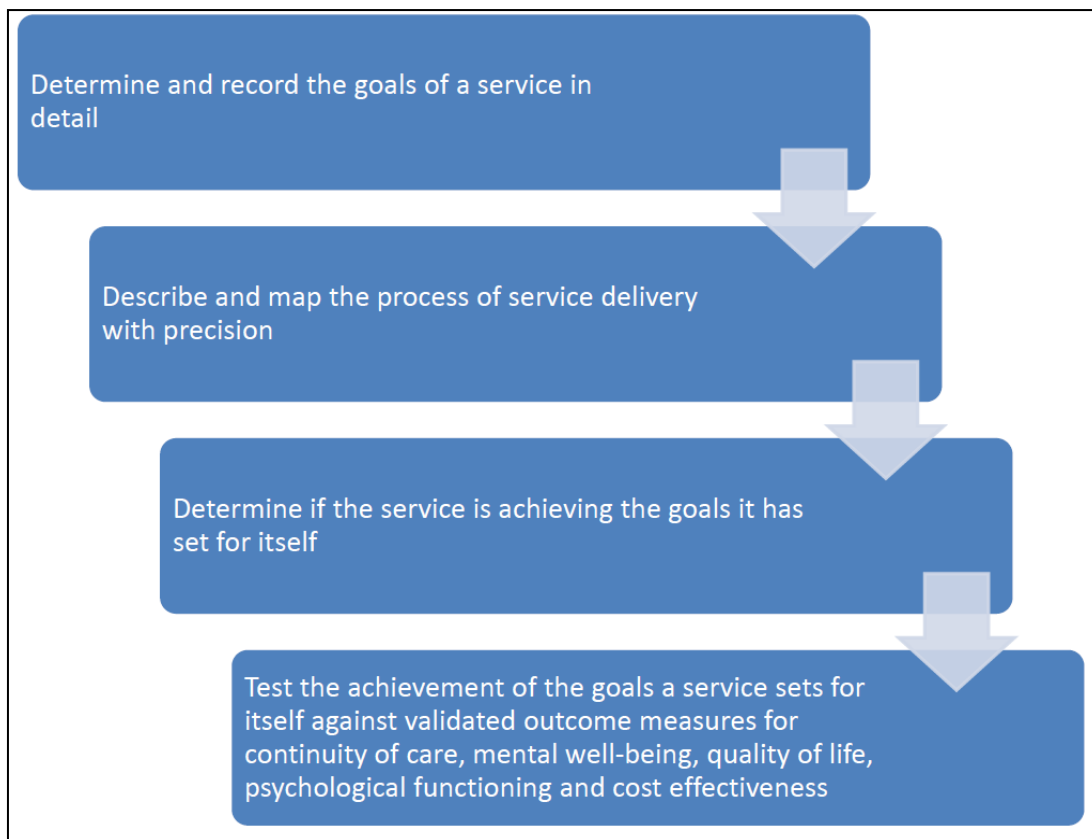 Determine and record the goals of a service in
detail
Describe and map the process of service delivery
with precision
Determine if the service is achieving the goals it has
set for itself
Test the achievement of the goals a service sets for
itself against validated outcome measures for
continuity of care, mental well-being, quality of life,
psychological functioning and cost effectiveness